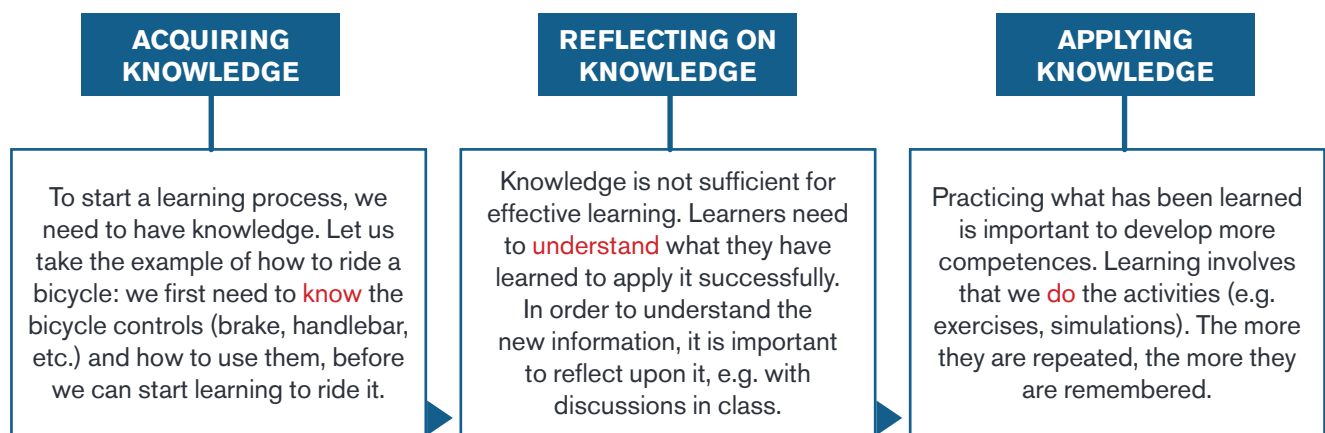 ACQUIRING
KNOWLEDGE
To start a learning process, we
need to have knowledge. Let us
take the example of how to ride a
bicycle: we first need to know the
bicycle controls (brake, handlebar,
etc.) and how to use them, before
we can start learning to ride it.
REFLECTING ON
KNOWLEDGE
Knowledge is not sufficient for
effective learning. Learners need
to understand what they have
learned to apply it successfully.
In order to understand the
new information, it is important
to reflect upon it, e.g. with
discussions in class.
APPLYING
KNOWLEDGE
Practicing what has been learned
is important to develop more
competences. Learning involves
that we do the activities (e.g.
exercises, simulations). The more
they are repeated, the more they
are remembered.